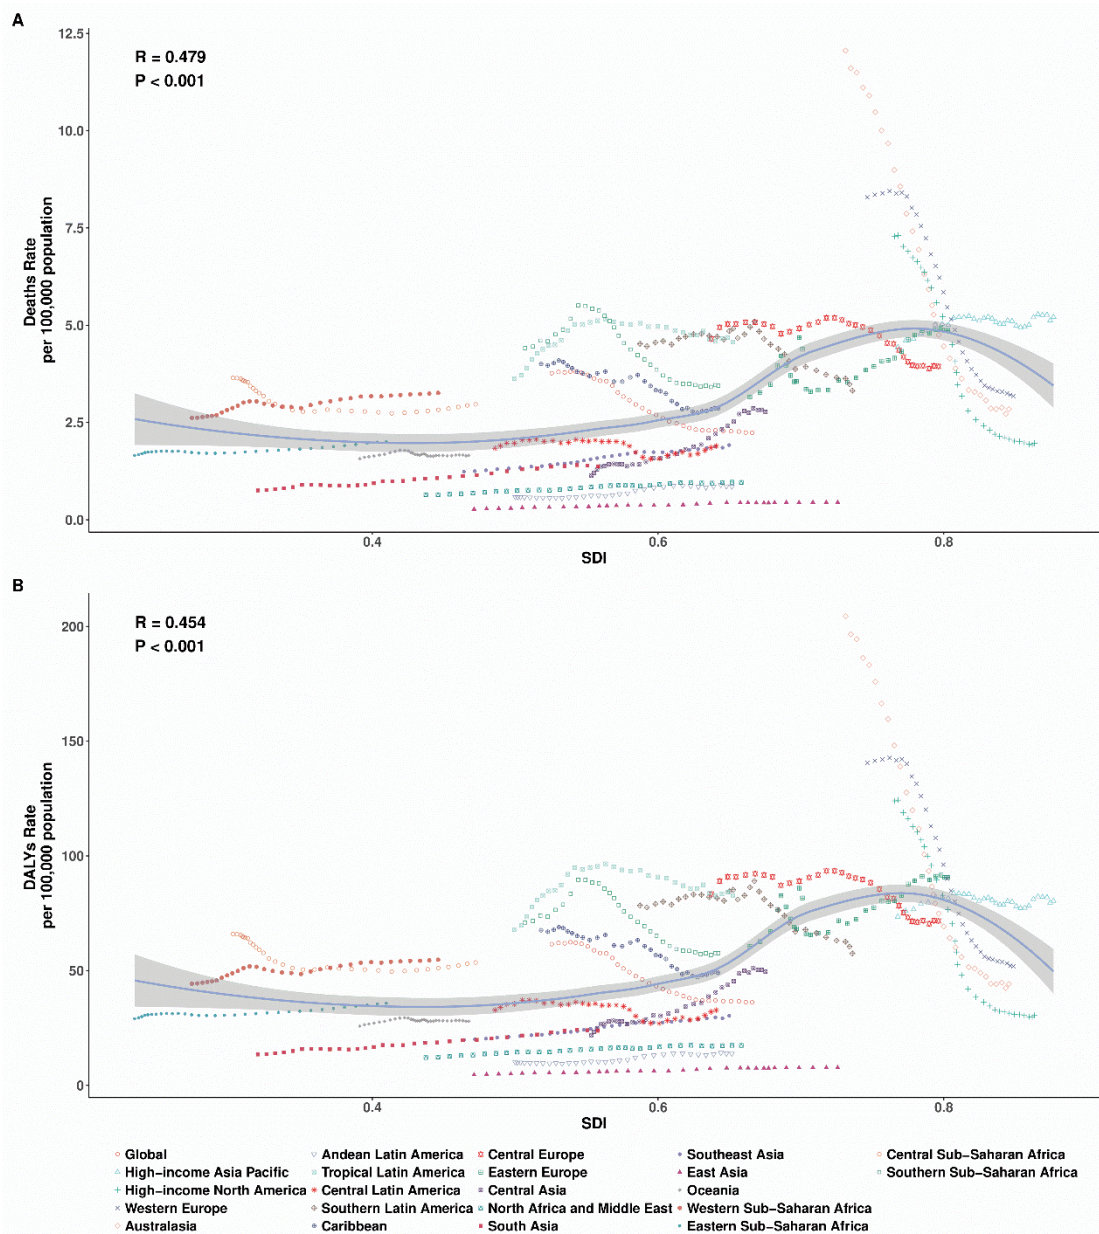 A
12.5
R = 0.479
P < 0.001
10.0
7.5
Deaths Rate
per 100,000 population
5.0
2.5
0.0
0.4 0.6 0.8
SDI
B
200
R = 0.454
P < 0.001
150
DALYs Rate
per 100,000 population
100
50
0
0.4 0.6 0.8
SDI
Global Andean Latin America Central Europe Southeast Asia Central Sub−Saharan Africa
High−income Asia Pacific Tropical Latin America Eastern Europe East Asia Southern Sub−Saharan Africa
High−income North America Central Latin America Central Asia Oceania
Western Europe Southern Latin America North Africa and Middle East Western Sub−Saharan Africa
Australasia Caribbean South Asia Eastern Sub−Saharan Africa